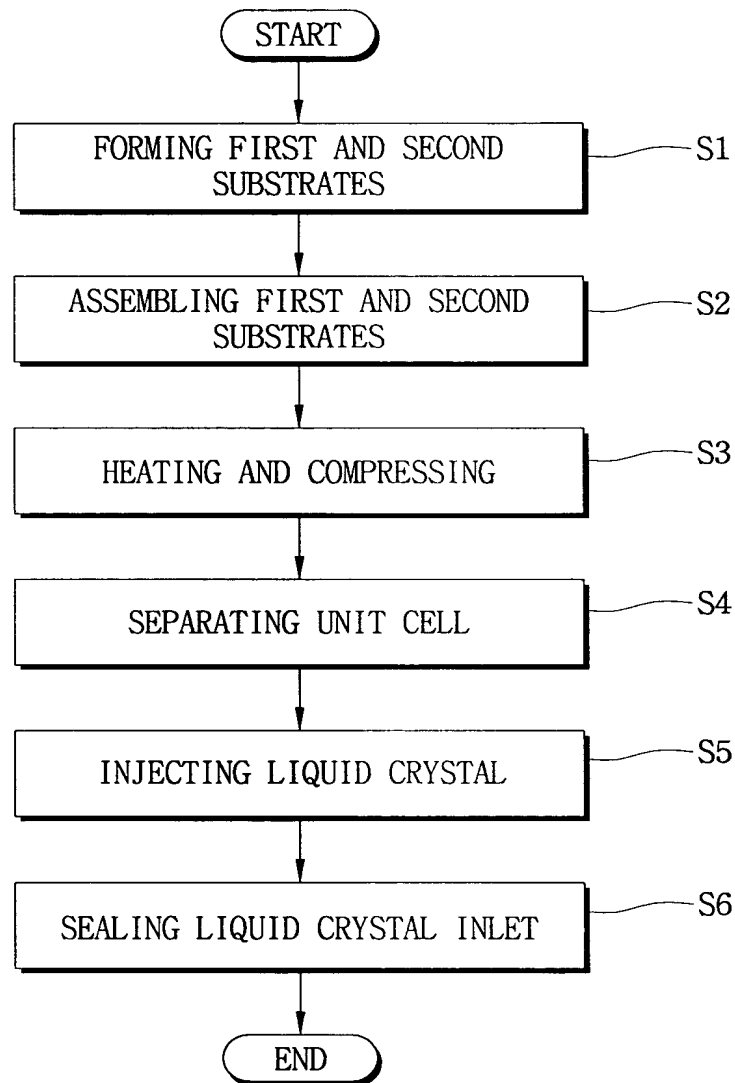 START
FORMING FIRST AND SECOND
SUBSTRATES
S1
ASSEMBLING FIRST AND SECOND
SUBSTRATES
S2
HEATING AND COMPRESSING
S3
SEPARATING UNIT CELL
S4
INJECTING LIQUID CRYSTAL
S5
SEALING LIQUID CRYSTAL INLET
S6
END